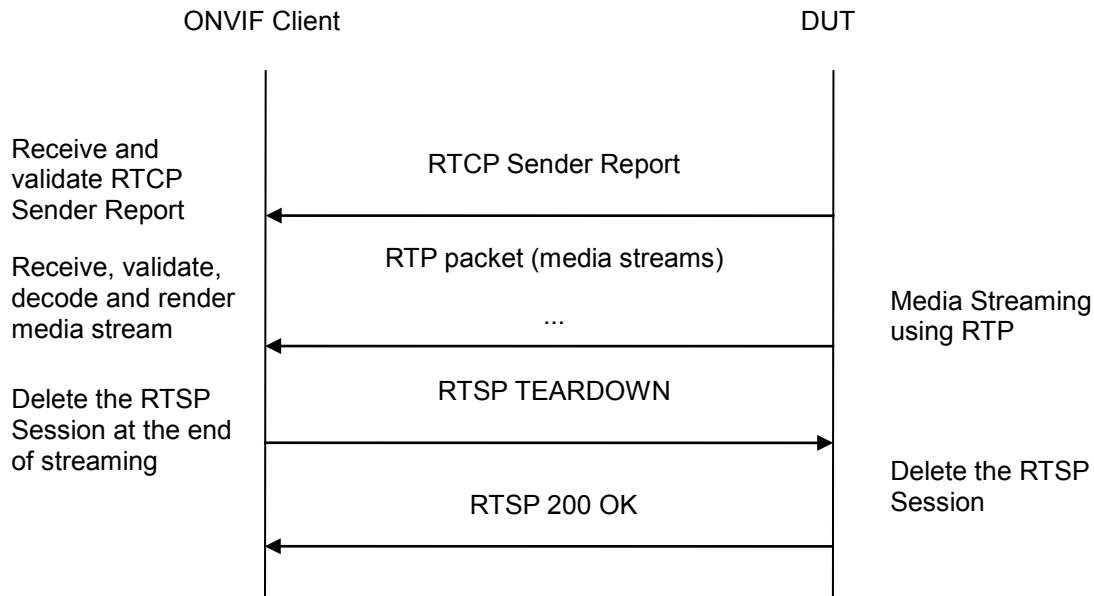 ONVIF Client
DUT
Receive and
validate RTCP
Sender Report
RTCP Sender Report
RTP packet (media streams)
Receive, validate,
decode and render
media stream
...
Media Streaming
using RTP
RTSP TEARDOWN
Delete the RTSP
Session at the end
of streaming
Delete the RTSP
Session
RTSP 200 OK